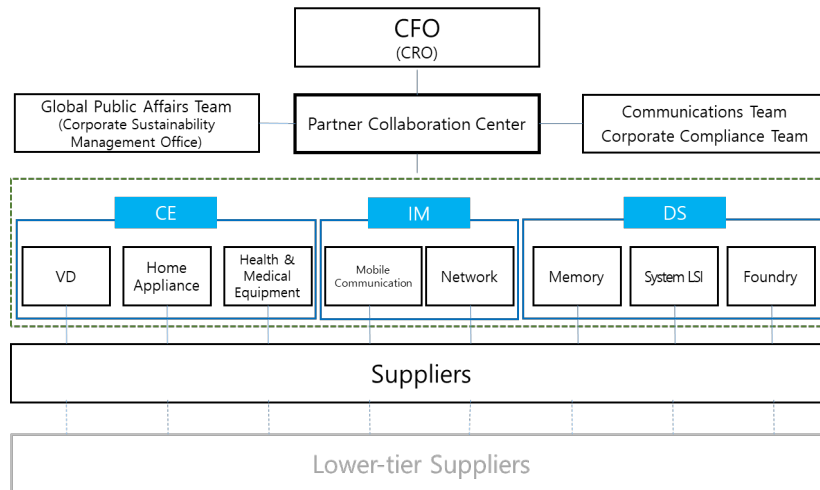 CFO
(CRO)
Global Public Affairs Team
(Corporate Sustainability
Management Office)
Partner Collaboration Center
Communications Team
Corporate Compliance Team
CE
IM
DS
VD
Home
Appliance
Health &
Medical
Equipment
Mobile
Communication
Network
Memory
System LSI
Foundry
Suppliers
Lower-tier Suppliers